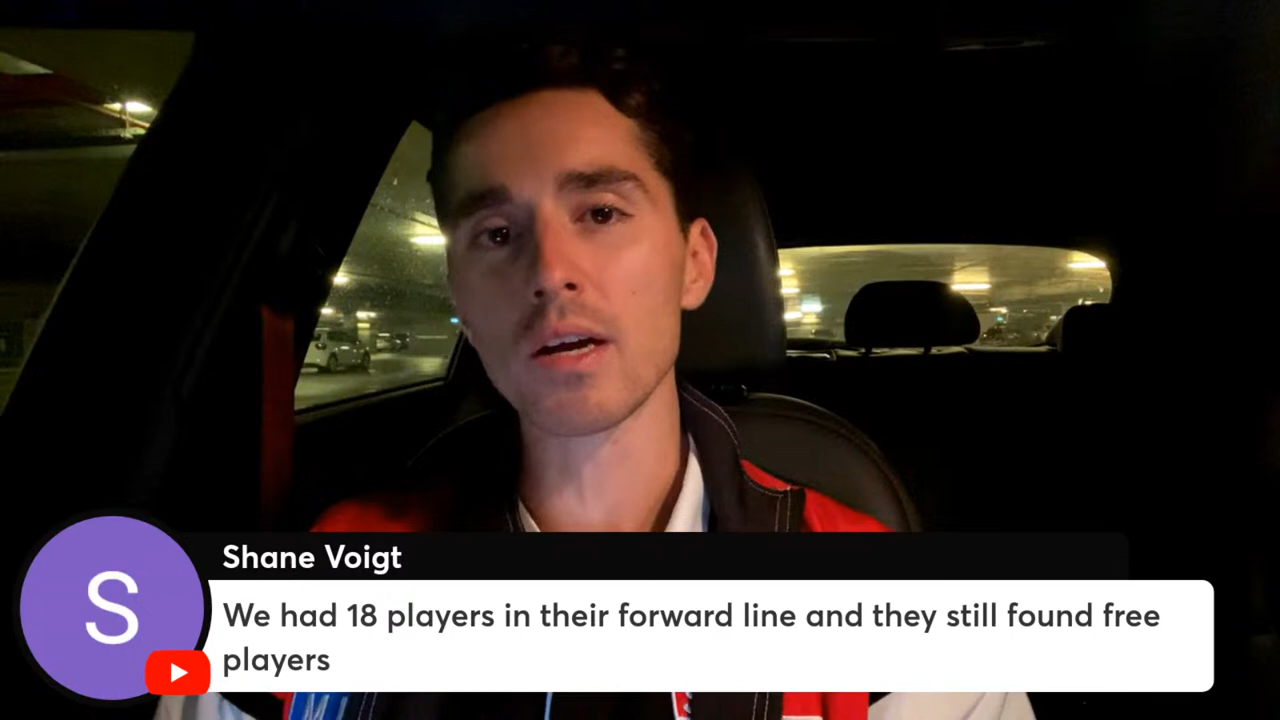 S
Shane Voigt
We had 18 players in their forward line and they still found free
players